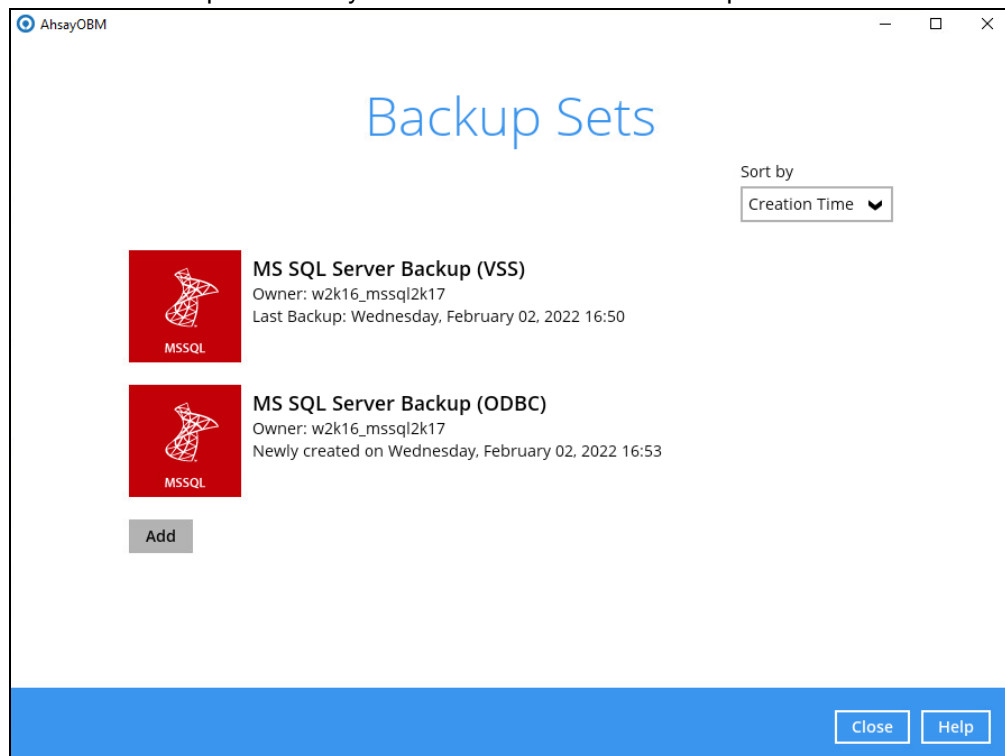 AhsayOBM
Backup Sets
Sort by
Creation Time
MS SQL Server Backup (VSS)
Owner: w2k16_mssql2k17
Last Backup: Wednesday, February 02, 2022 16:50
MSSQL
MS SQL Server Backup (ODBC)
Owner: w2k16_mssql2k17
Newly created on Wednesday, February 02, 2022 16:53
MSSQL
Add
Close
Help